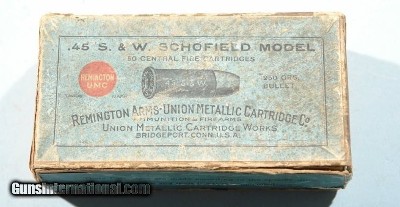 .45 S. & W. SCHOFIELD MODEL
50 CENTRAL FIRE CARTRIDGES
REMINGTON
UMC
250 GRS.
BULLET
REMINGTON ARMS-UNION METALLIC CARTRIDGE CO.
AMMUNITION & FIREARMS
UNION METALLIC CARTRIDGE WORKS
BRIDGEPORT, CONN., U.S.A.
GunsInternational.com